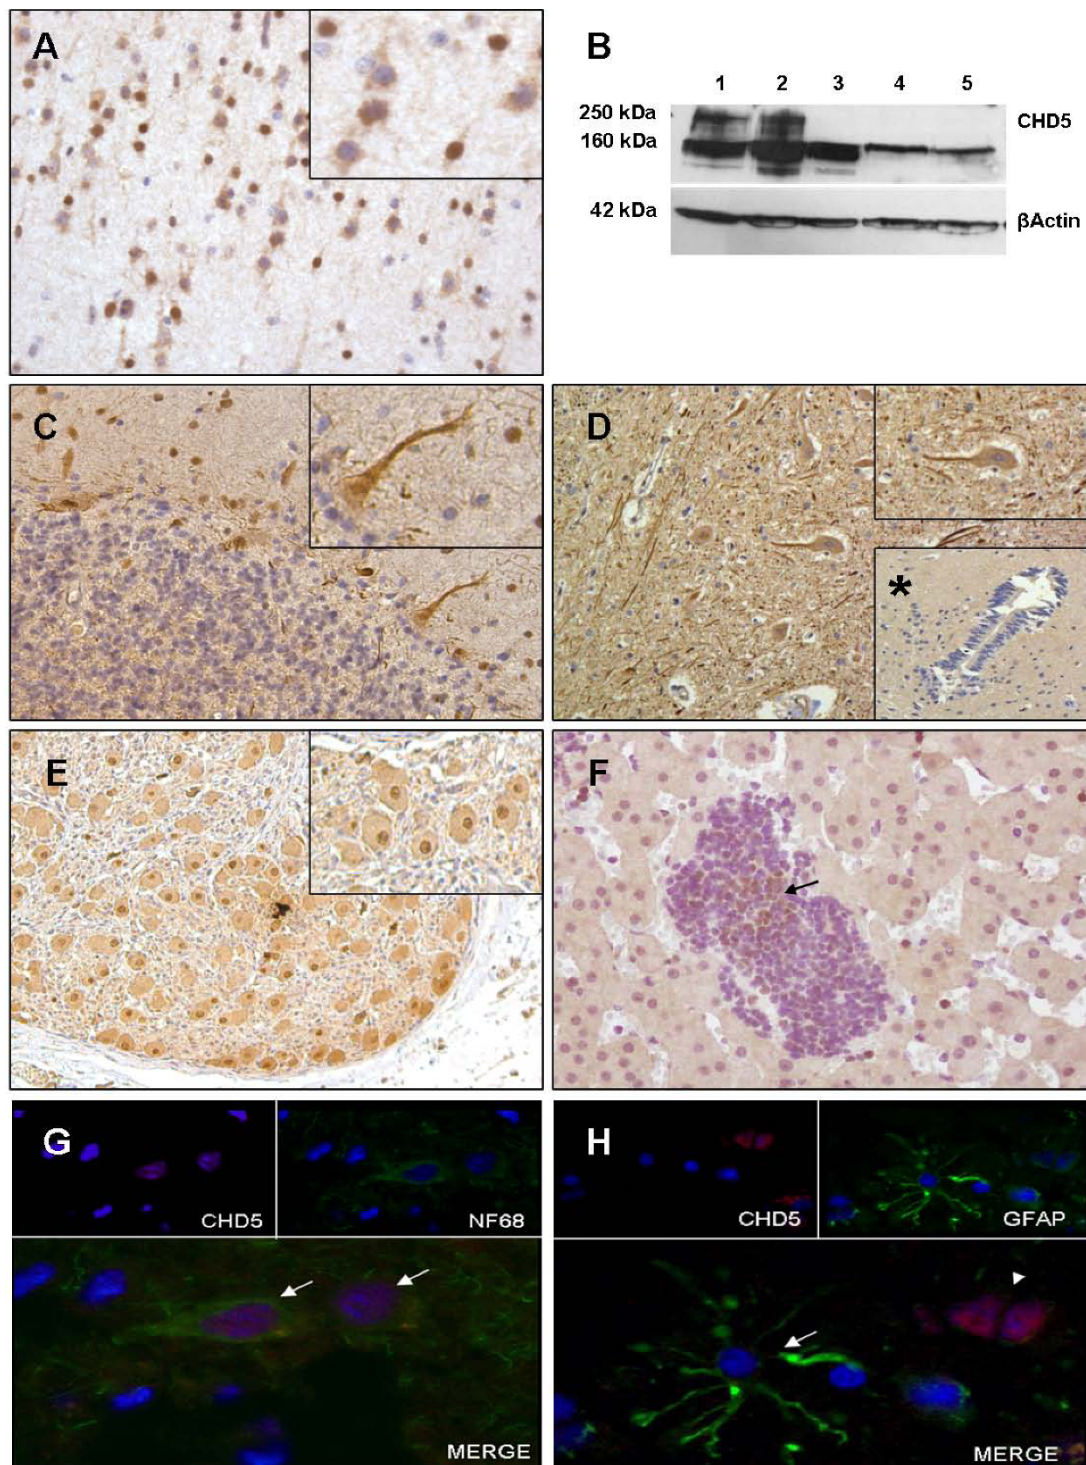 A
B
1 2 3 4 5
250 kDa
CHD5
160 kDa
42 kDa
βActin
C
D
*
E
F
G
CHD5
NF68
MERGE
H
CHD5
GFAP
MERGE